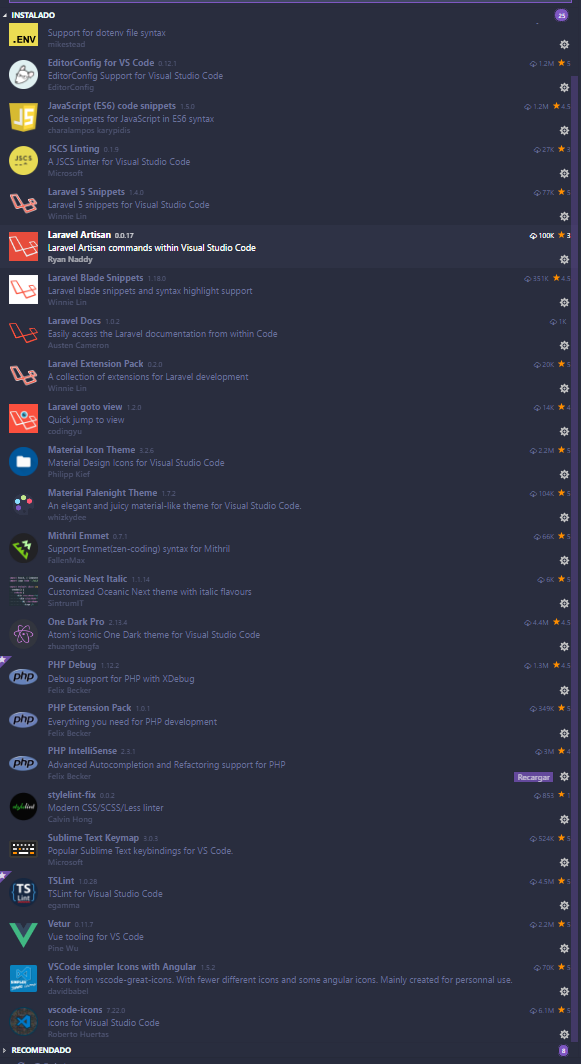 INSTALADO 25
.ENV
Support for dotenv file syntax
mikestead
EditorConfig for VS Code 0.12.1 1.2M 5
EditorConfig Support for Visual Studio Code
EditorConfig
JS
JavaScript (ES6) code snippets 1.5.0 1.2M 4.5
Code snippets for JavaScript in ES6 syntax
charalampos karypidis
JSCS
JSCS Linting 0.1.9 27K 3
A JSCS Linter for Visual Studio Code
Microsoft
Laravel 5 Snippets 1.4.0 77K 5
Laravel 5 snippets for Visual Studio Code
Winnie Lin
Laravel Artisan 0.0.17 100K 3
Laravel Artisan commands within Visual Studio Code
Ryan Naddy
Laravel Blade Snippets 1.18.0 351K 4.5
Laravel blade snippets and syntax highlight support
Winnie Lin
Laravel Docs 1.0.2 1K
Easily access the Laravel documentation from within Code
Austen Cameron
Laravel Extension Pack 0.2.0 20K 5
A collection of extensions for Laravel development
Winnie Lin
Laravel goto view 1.2.0 14K 4
Quick jump to view
codingyu
Material Icon Theme 3.2.6 2.2M 5
Material Design Icons for Visual Studio Code
Philipp Kief
Material Palenight Theme 1.7.2 104K 5
An elegant and juicy material-like theme for Visual Studio Code.
whizkydee
Mithril Emmet 0.7.1 66K 5
Support Emmet(zen-coding) syntax for Mithril
FallenMax
Oceanic Next Italic 1.1.14 6K 5
Customized Oceanic Next theme with italic flavours
SintrumIT
One Dark Pro 2.13.4 4.4M 4.5
Atom's iconic One Dark theme for Visual Studio Code
zhuangtongfa
php
PHP Debug 1.12.2 1.3M 4.5
Debug support for PHP with XDebug
Felix Becker
php
PHP Extension Pack 1.0.1 349K 5
Everything you need for PHP development
Felix Becker
php
PHP IntelliSense 2.3.1 3M 4
Advanced Autocompletion and Refactoring support for PHP
Felix Becker Recargar
stylelint
stylelint-fix 0.0.2 853 1
Modern CSS/SCSS/Less linter
Calvin Hong
Sublime Text Keymap 3.0.3 524K 5
Popular Sublime Text keybindings for VS Code.
Microsoft
TS Lint
TSLint 1.0.28 4.5M 5
TSLint for Visual Studio Code
egamma
Vetur 0.11.7 2.2M 5
Vue tooling for VS Code
Pine Wu
VSCode simpler Icons with Angular 1.5.2 70K 5
A fork from vscode-great-icons. With fewer different icons and some angular icons. Mainly created for personnal use.
davidbabel
vscode-icons 7.22.0 6.1M 5
Icons for Visual Studio Code
Roberto Huertas
RECOMENDADO 8